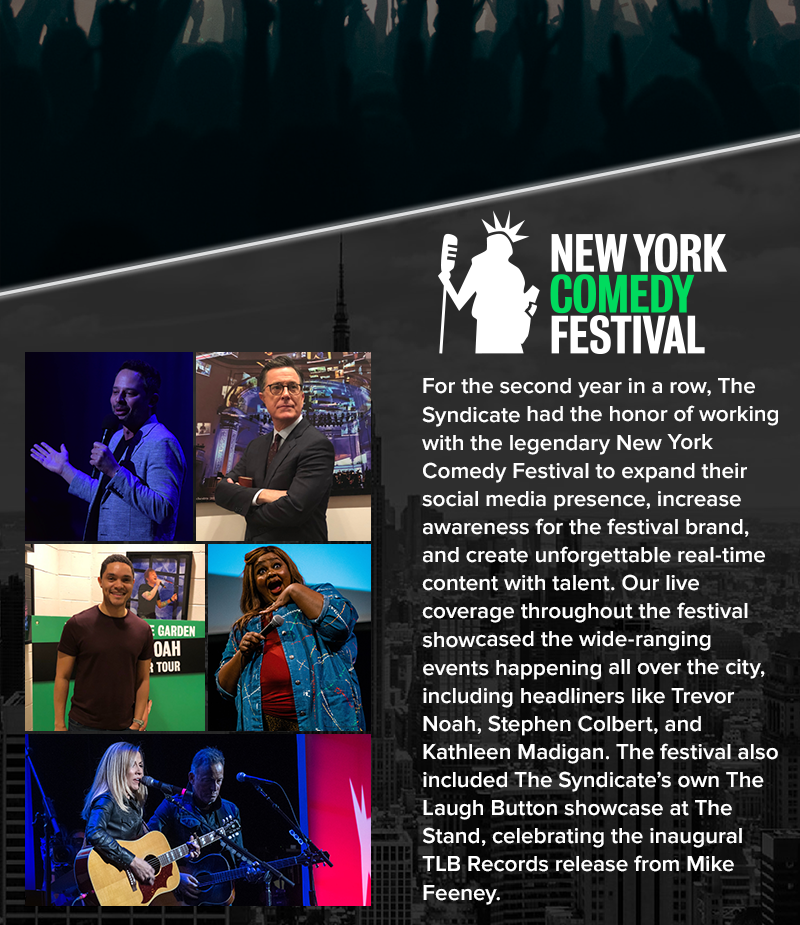 NEW YORK
COMEDY
FESTIVAL
For the second year in a row, The
Syndicate had the honor of working
with the legendary New York
Comedy Festival to expand their
social media presence, increase
awareness for the festival brand,
and create unforgettable real-time
content with talent. Our live
coverage throughout the festival
showcased the wide-ranging
events happening all over the city,
including headliners like Trevor
Noah, Stephen Colbert, and
Kathleen Madigan. The festival also
included The Syndicate's own The
Laugh Button showcase at The
Stand, celebrating the inaugural
TLB Records release from Mike
Feeney.
E GARDEN
OAH
R TOUR